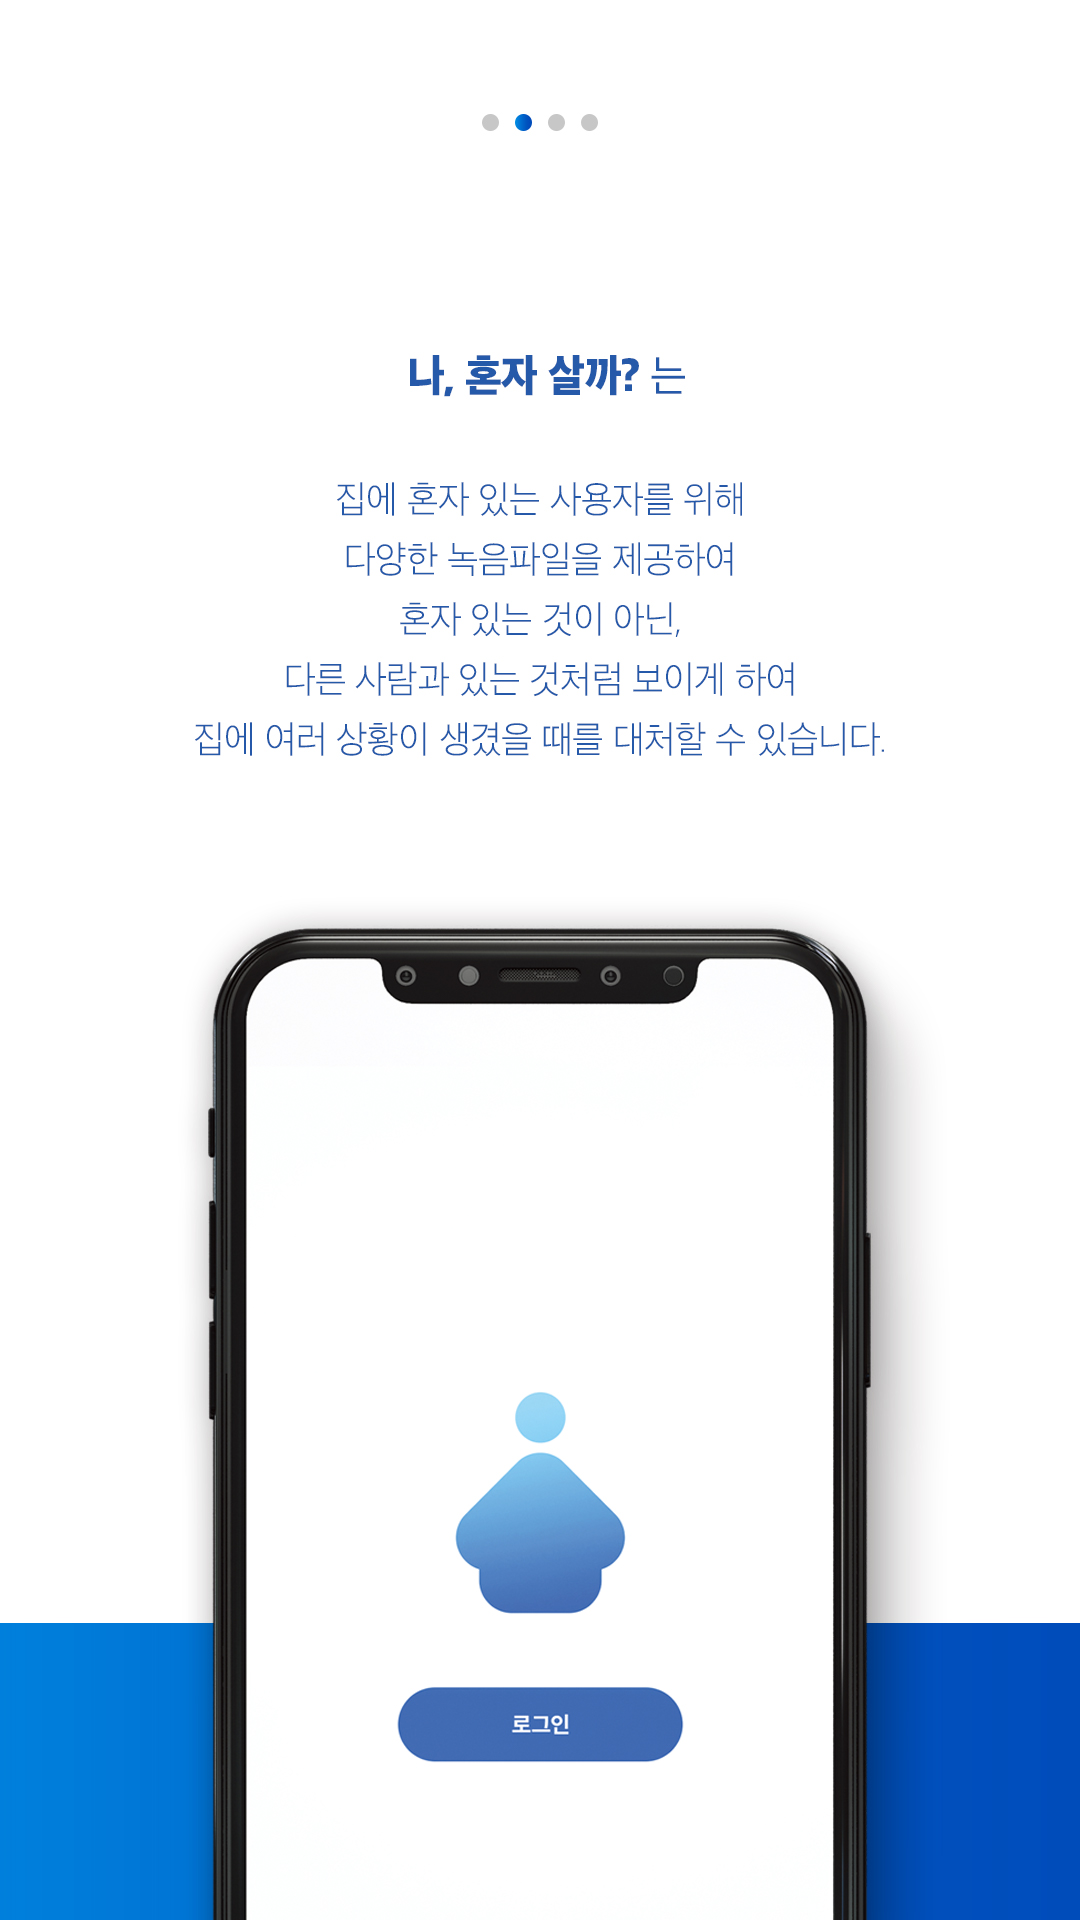 나, 혼자 살까? 는
집에 혼자 있는 사용자를 위해
다양한 녹음파일을 제공하여
혼자 있는 것이 아닌,
다른 사람과 있는 것처럼 보이게 하여
집에 여러 상황이 생겼을 때를 대처할 수 있습니다.
로그인